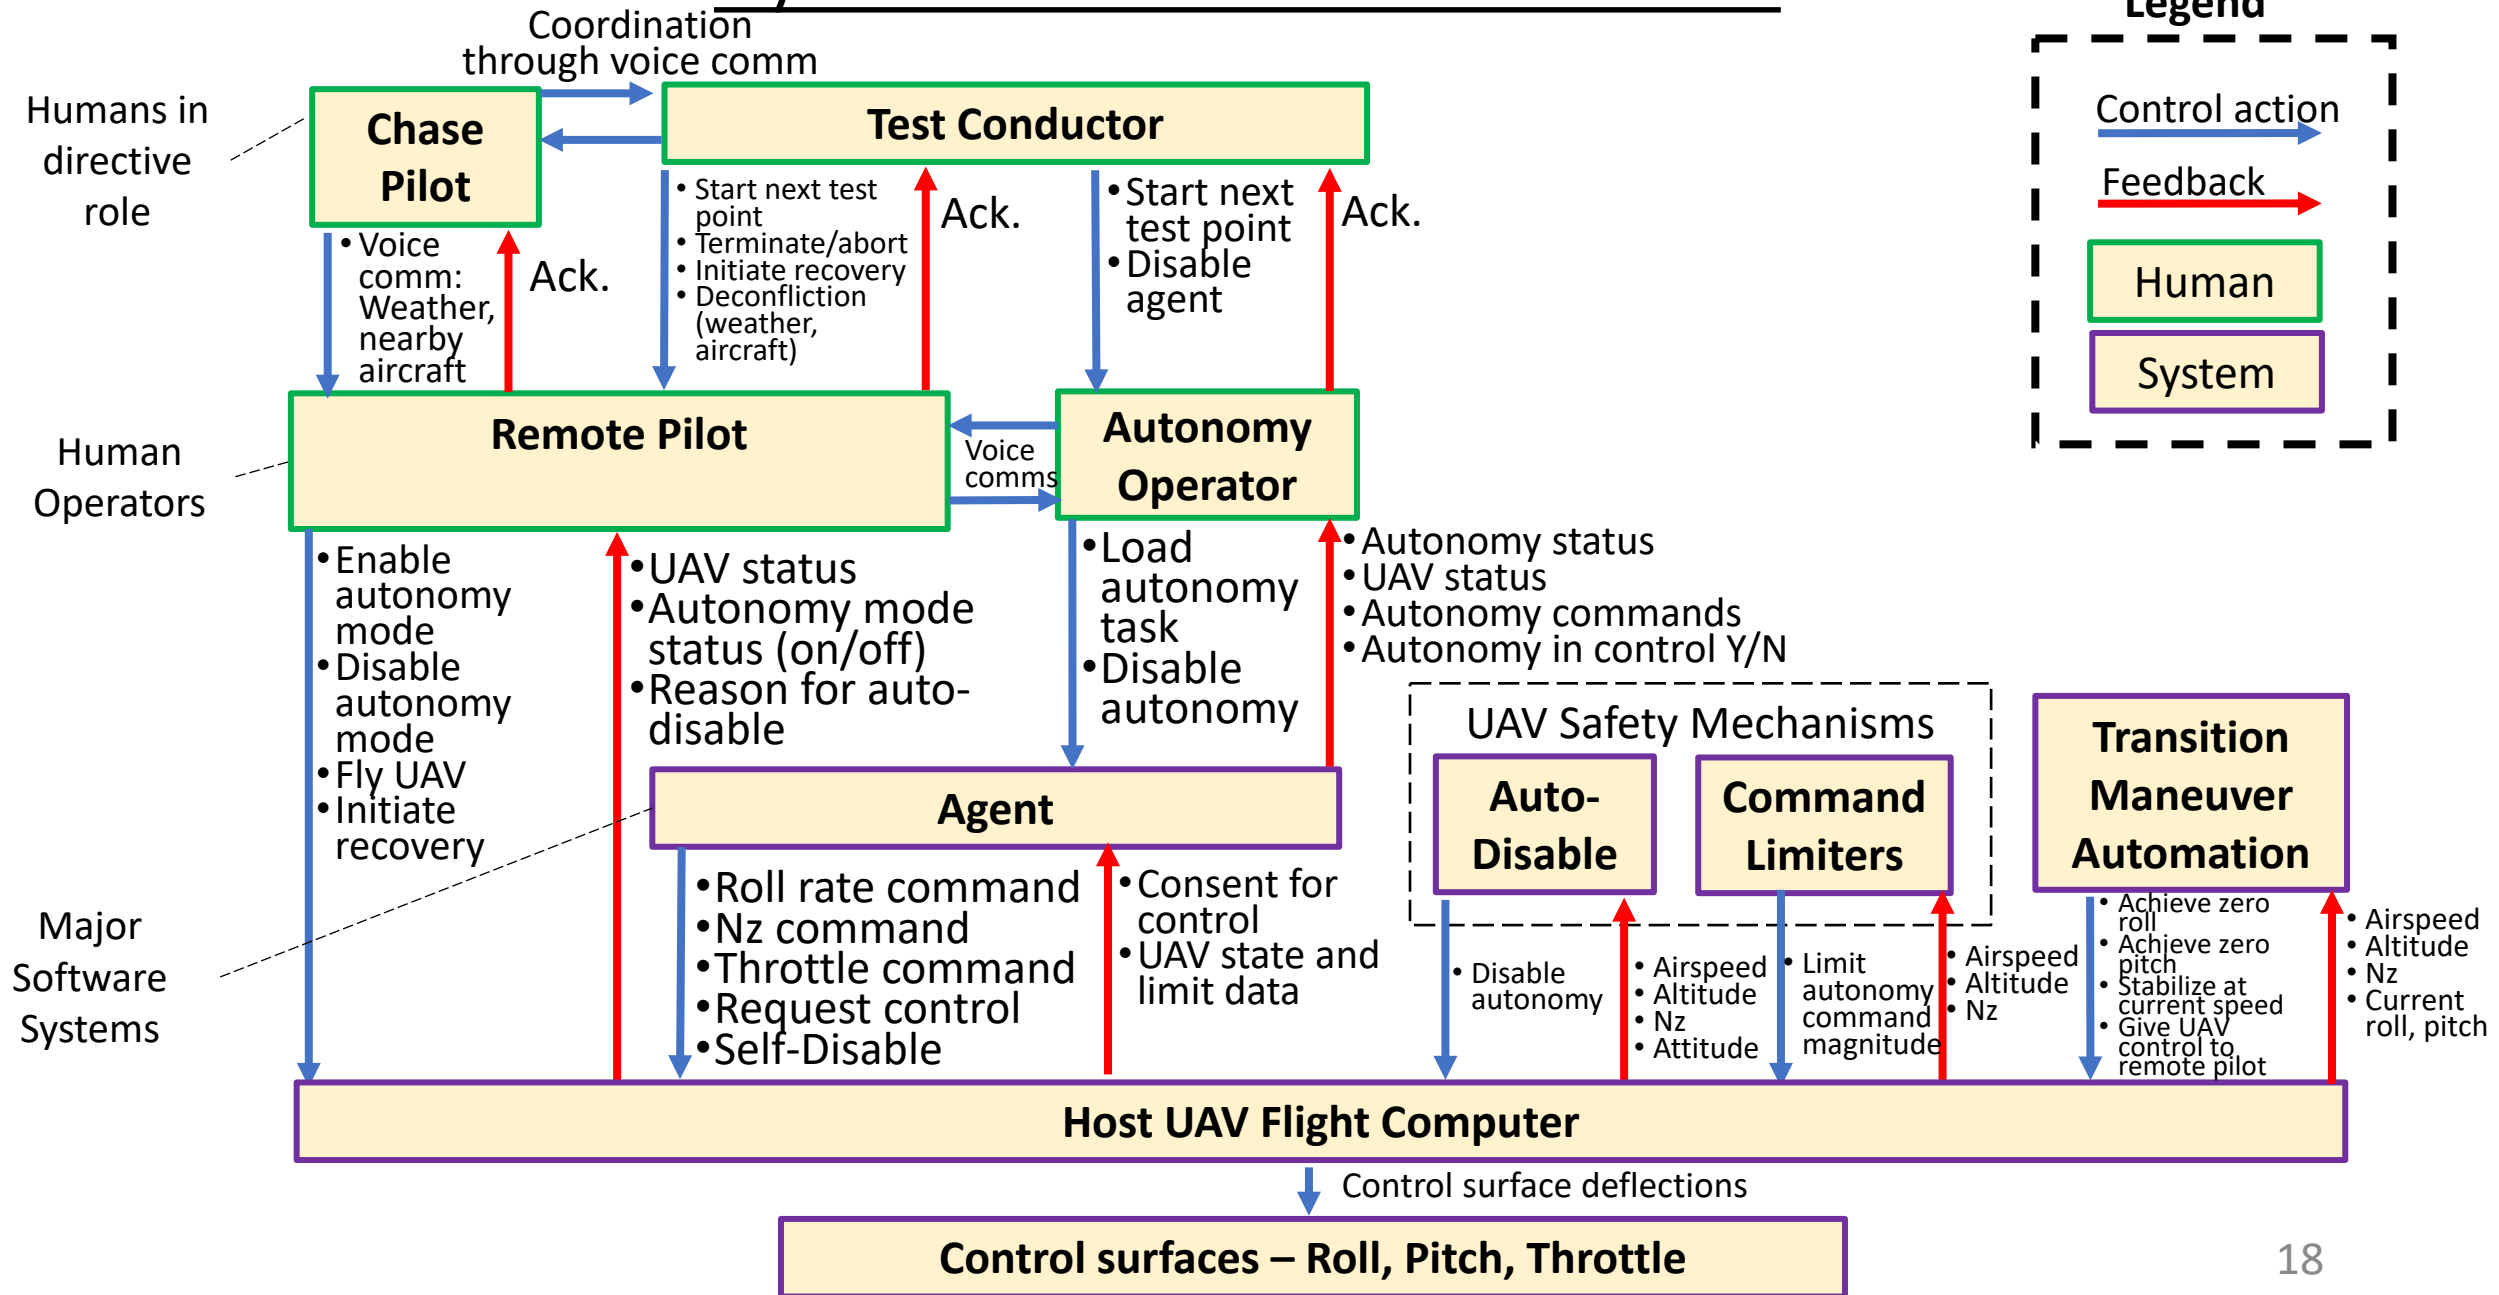 Legend
Coordination
through voice comm
Humans in
directive
role
Chase
Pilot
Test Conductor
Control action
Feedback
Human
System
• Voice
comm:
Weather,
nearby
aircraft
Ack.
• Start next test
point
• Terminate/abort
• Initiate recovery
• Deconfliction
(weather,
aircraft)
Ack.
• Start next
test point
• Disable
agent
Ack.
Human
Operators
Remote Pilot
Voice
comms
Autonomy
Operator
• Enable
autonomy
mode
• Disable
autonomy
mode
• Fly UAV
• Initiate
recovery
• UAV status
• Autonomy mode
status (on/off)
• Reason for auto-
disable
• Load
autonomy
task
• Disable
autonomy
• Autonomy status
• UAV status
• Autonomy commands
• Autonomy in control Y/N
UAV Safety Mechanisms
Auto-
Disable
Command
Limiters
Transition
Maneuver
Automation
Agent
Major
Software
Systems
• Roll rate command
• Nz command
• Throttle command
• Request control
• Self-Disable
• Consent for
control
• UAV state and
limit data
• Disable
autonomy
• Airspeed
• Altitude
• Nz
• Attitude
• Limit
autonomy
command
magnitude
• Airspeed
• Altitude
• Nz
• Achieve zero
roll
• Achieve zero
pitch
• Stabilize at
current speed
• Give UAV
control to
remote pilot
• Airspeed
• Altitude
• Nz
• Current
roll, pitch
Host UAV Flight Computer
Control surface deflections
Control surfaces – Roll, Pitch, Throttle
18